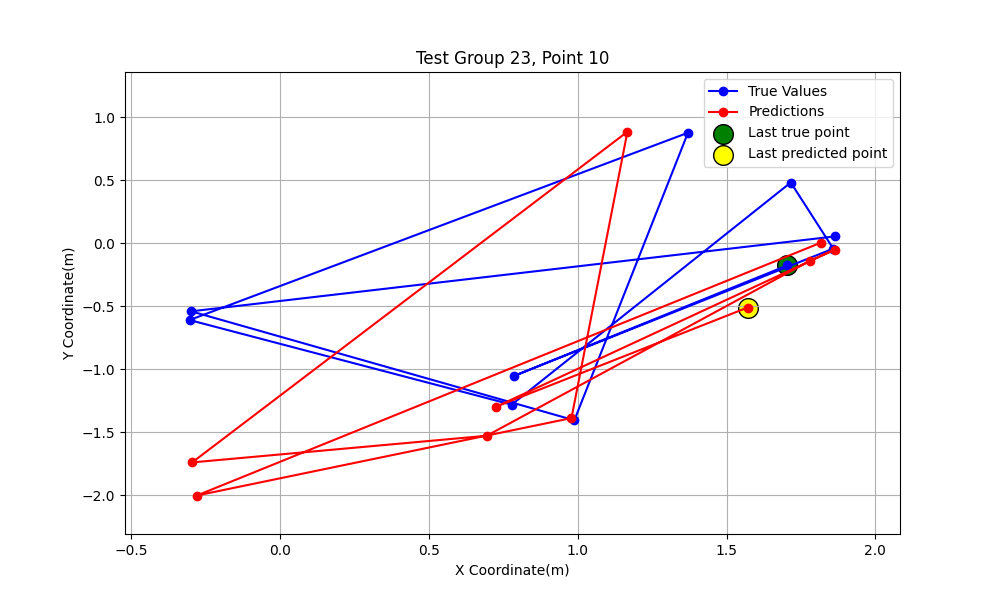 Test Group 23, Point 10
True Values
Predictions
Last true point
Last predicted point
1.0
0.5
0.0
−0.5
−1.0
−1.5
−2.0
Y Coordinate(m)
−0.5 0.0 0.5 1.0 1.5 2.0
X Coordinate(m)